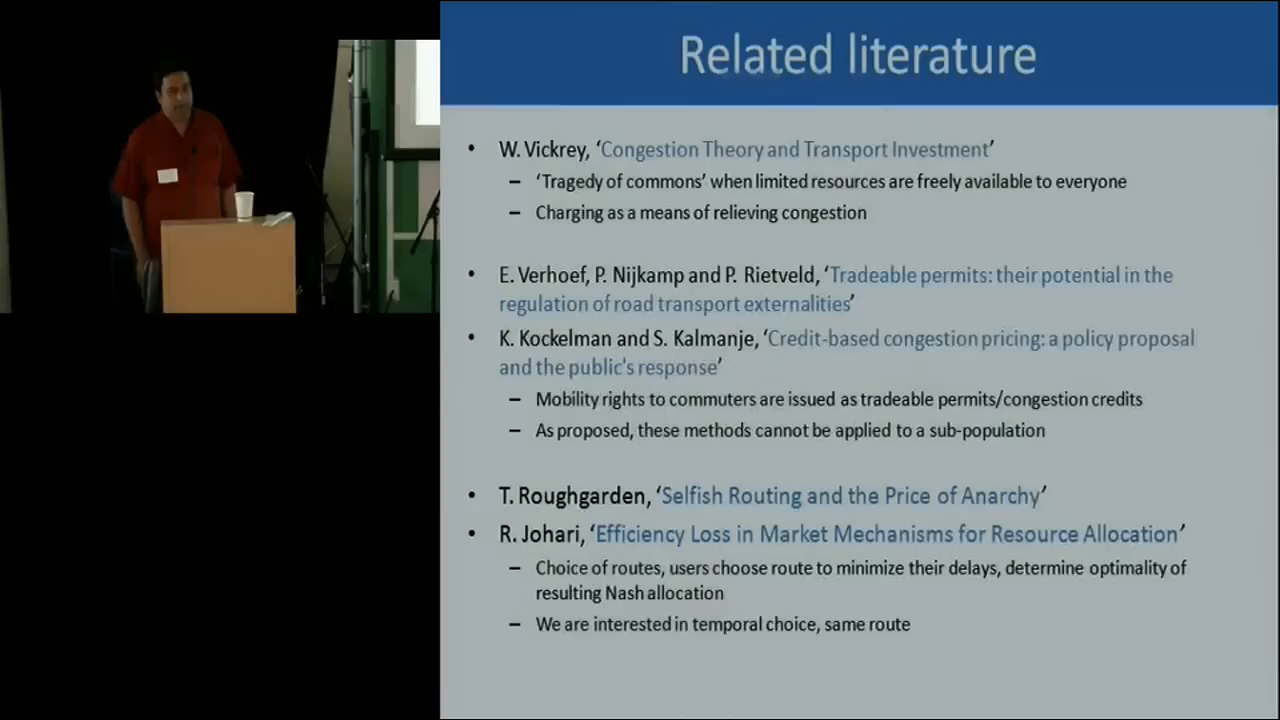 Related literature
• W. Vickrey, ‘Congestion Theory and Transport Investment’
– ‘Tragedy of commons’ when limited resources are freely available to everyone
– Charging as a means of relieving congestion
• E. Verhoef, P. Nijkamp and P. Rietveld, ‘Tradeable permits: their potential in the
regulation of road transport externalities’
• K. Kockelman and S. Kalmanje, ‘Credit-based congestion pricing: a policy proposal
and the public's response’
– Mobility rights to commuters are issued as tradeable permits/congestion credits
– As proposed, these methods cannot be applied to a sub-population
• T. Roughgarden, ‘Selfish Routing and the Price of Anarchy’
• R. Johari, ‘Efficiency Loss in Market Mechanisms for Resource Allocation’
– Choice of routes, users choose route to minimize their delays, determine optimality of
resulting Nash allocation
– We are interested in temporal choice, same route